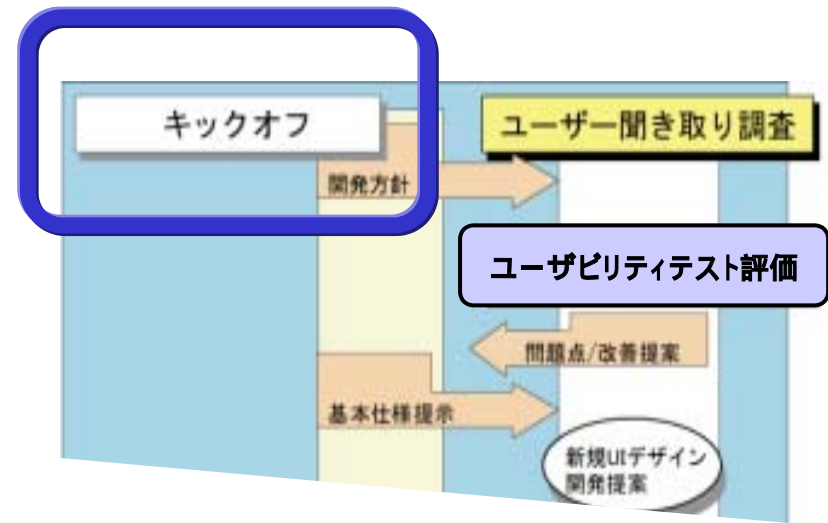 キックオフ
ユーザー聞き取り調査
開発方針
ユーザビリティテスト評価
問題点/改善提案
基本仕様提示
新規UIデザイン
開発提案